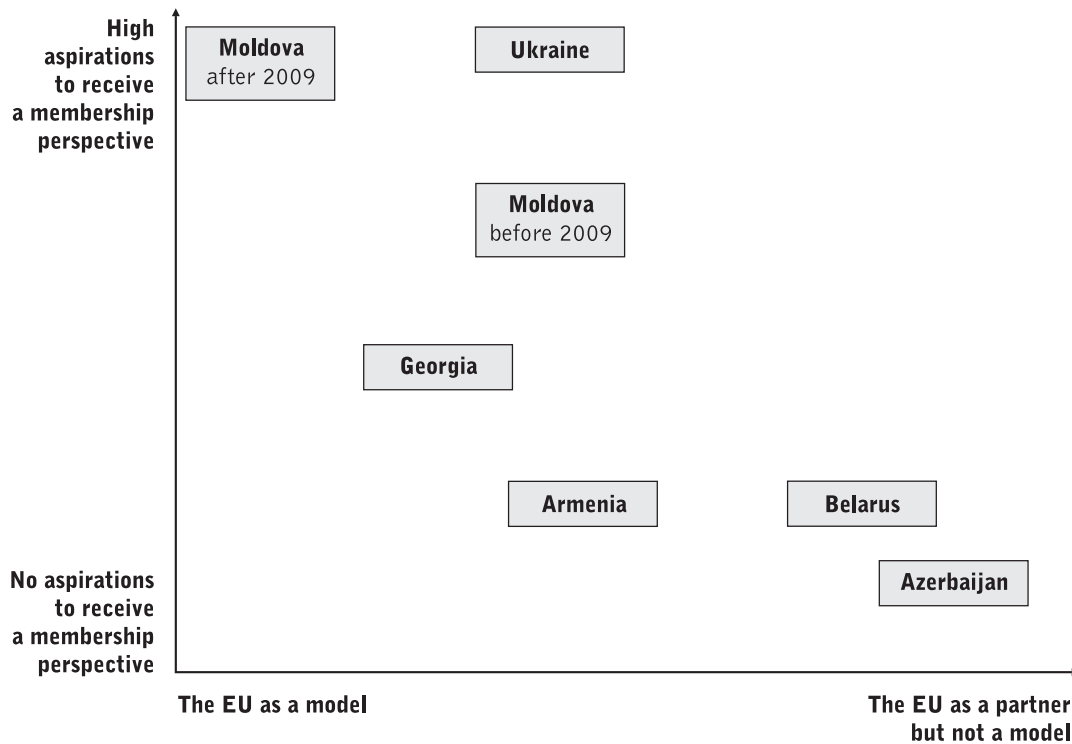 High
aspirations
to receive
a membership
perspective
Moldova
after 2009
Ukraine
Moldova
before 2009
Georgia
Armenia
Belarus
Azerbaijan
No aspirations
to receive
a membership
perspective
The EU as a model
The EU as a partner
but not a model